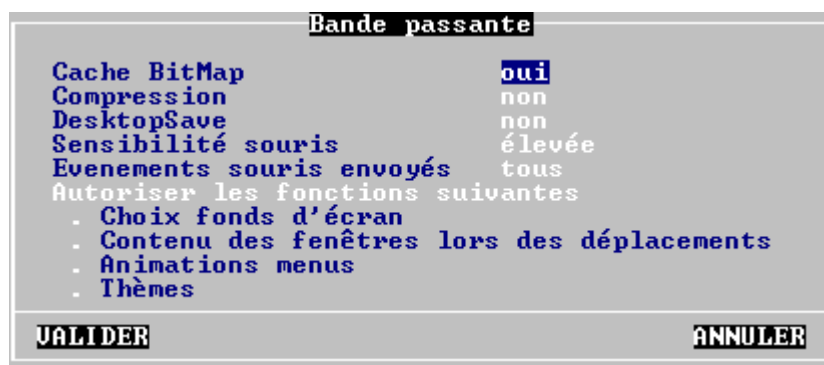 Bande passante
Cache BitMap oui
Compression non
DesktopSave non
Sensibilité souris élevée
Evenements souris envoyés tous
Autoriser les fonctions suivantes
. Choix fonds d'écran
. Contenu des fenêtres lors des déplacements
. Animations menus
. Thèmes
VALIDER ANNULER